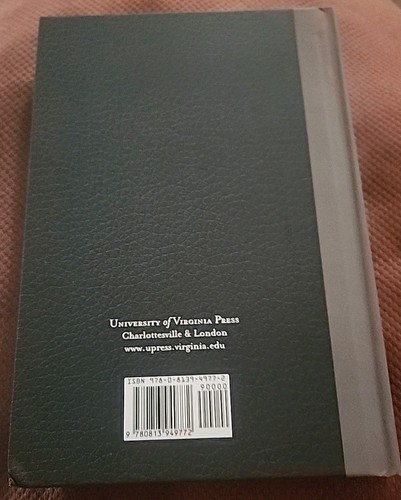 University of Virginia Press
Charlottesville & London
www.upress.virginia.edu
ISBN 978-0-8139-4977-2
90000
9 780813 949772